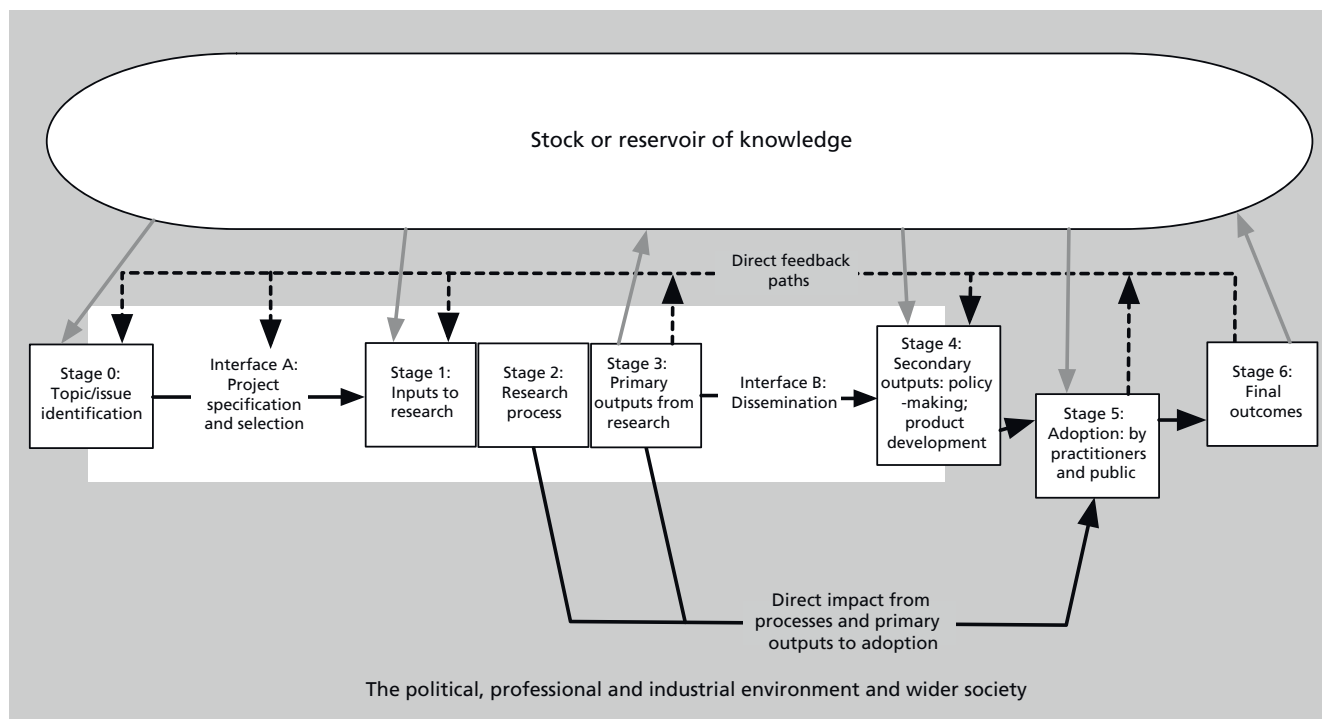 Stock or reservoir of knowledge
Direct feedback
paths
Stage 0:
Topic/issue
identification
Interface A:
Project
specification
and selection
Stage 1:
Inputs to
research
Stage 2:
Research
process
Stage 3:
Primary
outputs from
research
Interface B:
Dissemination
Stage 4:
Secondary
outputs: policy
-making;
product
development
Stage 5:
Adoption: by
practitioners
and public
Stage 6:
Final
outcomes
Direct impact from
processes and primary
outputs to adoption
The political, professional and industrial environment and wider society